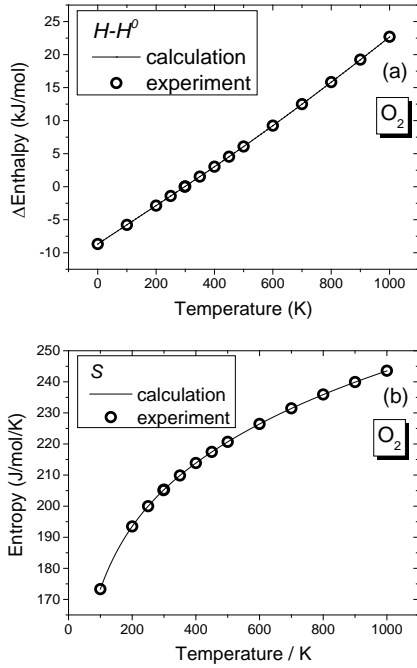 H-H⁰
calculation
experiment
(a)
O₂
25
20
15
10
5
0
-5
-10
0 200 400 600 800 1000
ΔEnthalpy (kJ/mol)
Temperature (K)
S
calculation
experiment
(b)
O₂
250
240
230
220
210
200
190
180
170
0 200 400 600 800 1000
Entropy (J/mol/K)
Temperature / K